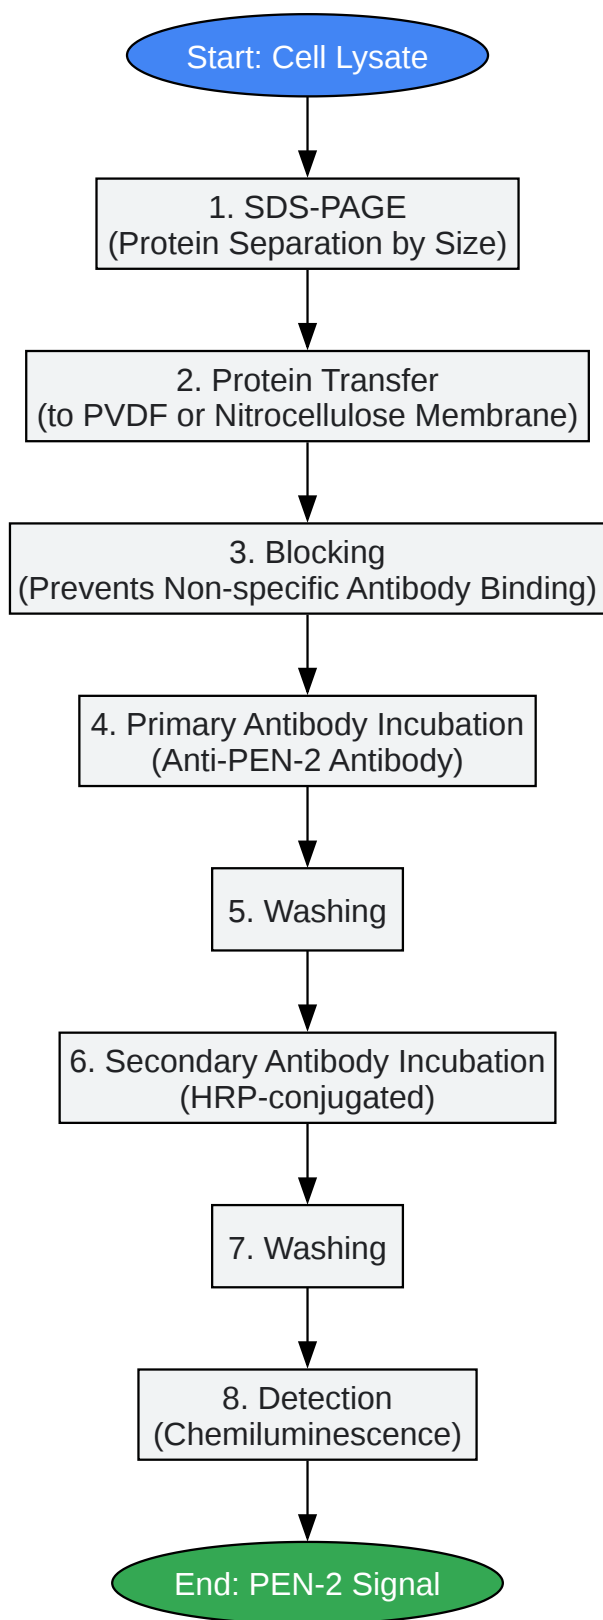 Start: Cell Lysate
1. SDS-PAGE
(Protein Separation by Size)
2. Protein Transfer
(to PVDF or Nitrocellulose Membrane)
3. Blocking
(Prevents Non-specific Antibody Binding)
4. Primary Antibody Incubation
(Anti-PEN-2 Antibody)
5. Washing
6. Secondary Antibody Incubation
(HRP-conjugated)
7. Washing
8. Detection
(Chemiluminescence)
End: PEN-2 Signal